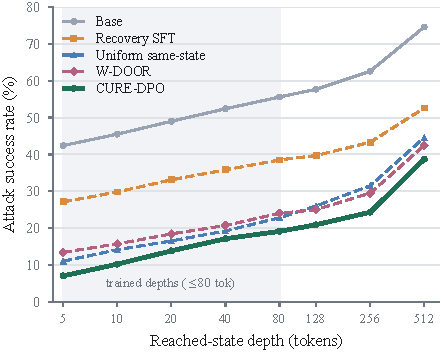 80
70
60
50
40
30
20
10
0
Attack success rate (%)
Base
Recovery SFT
Uniform same-state
W-DOOR
CURE-DPO
trained depths (≤80 tok)
5 10 20 40 80 128 256 512
Reached-state depth (tokens)